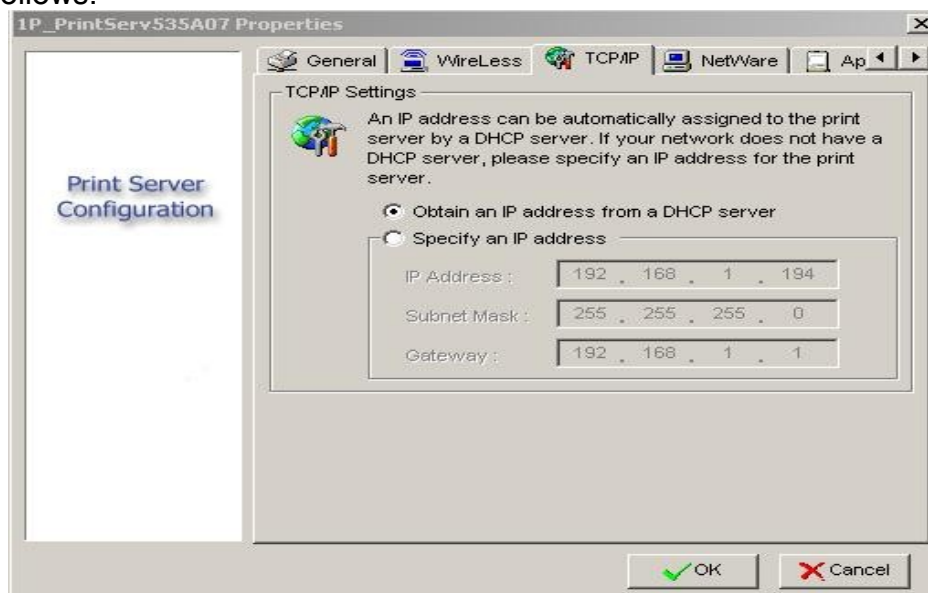 ollows:
1P_PrintServ535A07 Properties
General WireLess TCP/IP NetWare Ap
TCP/IP Settings
An IP address can be automatically assigned to the print
server by a DHCP server. If your network does not have a
DHCP server, please specify an IP address for the print
server.
Print Server
Configuration
Obtain an IP address from a DHCP server
Specify an IP address
IP Address : 192 . 168 . 1 . 194
Subnet Mask : 255 . 255 . 255 . 0
Gateway : 192 . 168 . 1 . 1
OK Cancel